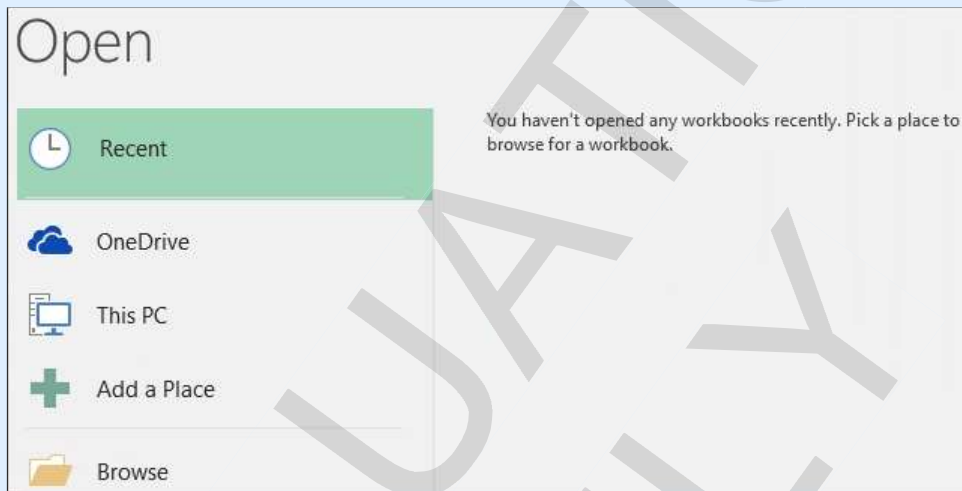 Open
Recent
You haven't opened any workbooks recently. Pick a place to
browse for a workbook.
OneDrive
This PC
Add a Place
Browse